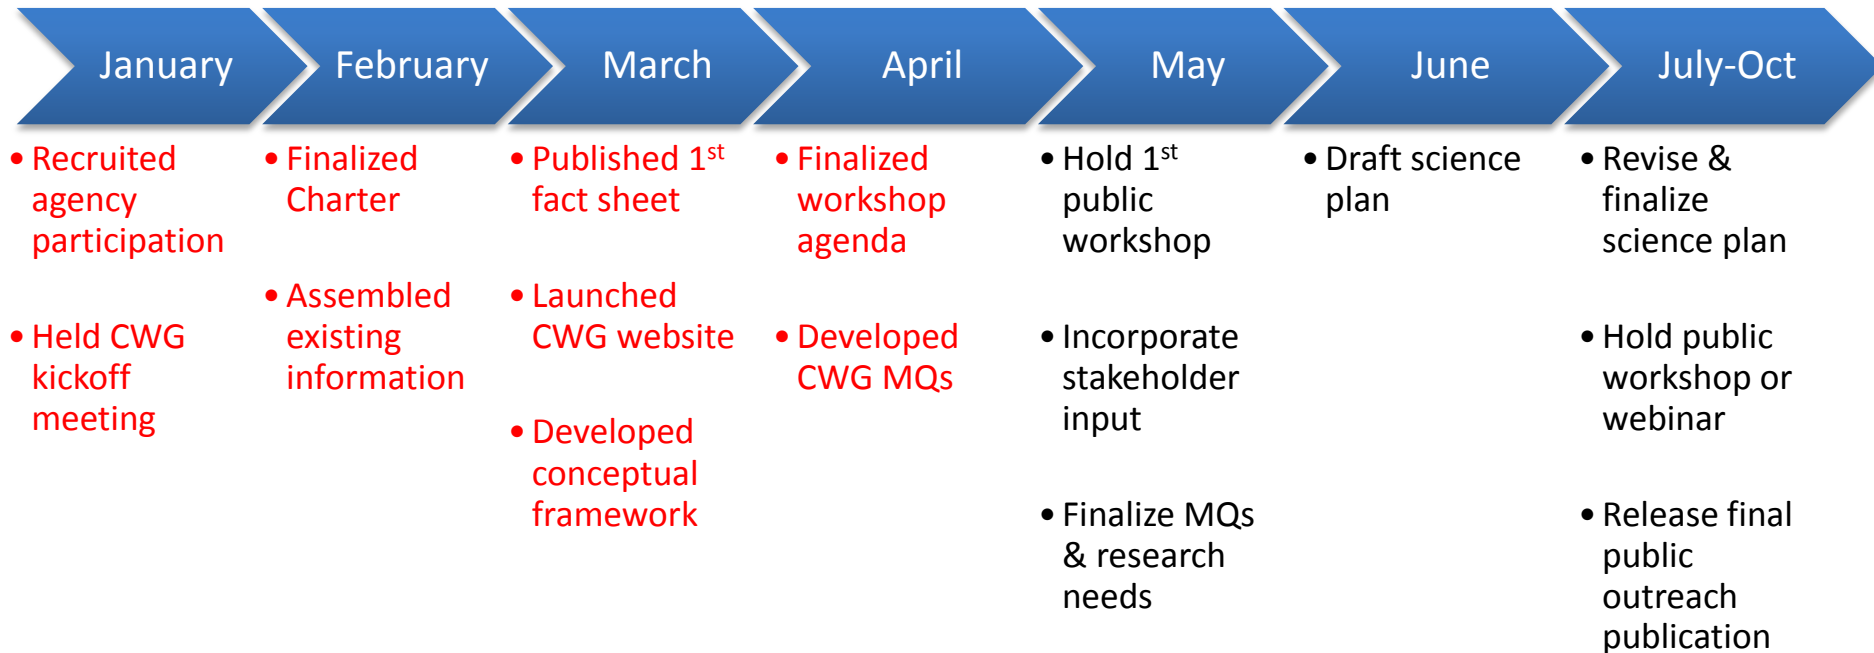 January
February
March
April
May
June
July-Oct
• Recruited
agency
participation
• Held CWG
kickoff
meeting
• Finalized
Charter
• Assembled
existing
information
• Published 1st
fact sheet
• Launched
CWG website
• Developed
conceptual
framework
• Finalized
workshop
agenda
• Developed
CWG MQs
• Hold 1st
public
workshop
• Incorporate
stakeholder
input
• Finalize MQs
& research
needs
• Draft science
plan
• Revise &
finalize
science plan
• Hold public
workshop or
webinar
• Release final
public
outreach
publication